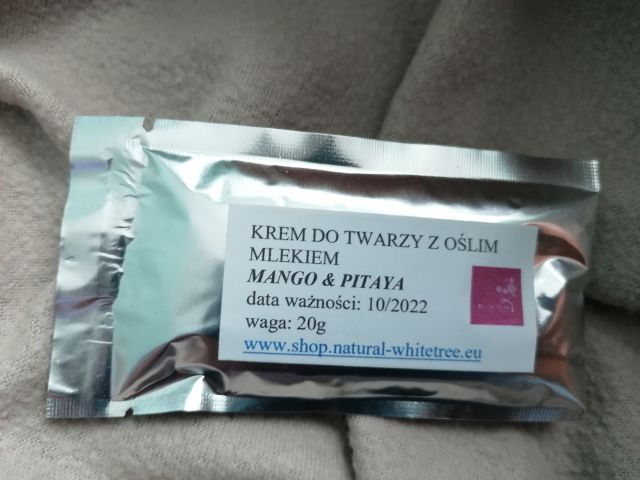 KREM DO TWARZY Z OŚLIM
MLEKIEM
MANGO & PITAYA
data ważności: 10/2022
waga: 20g
www.shop.natural-whitetree.eu